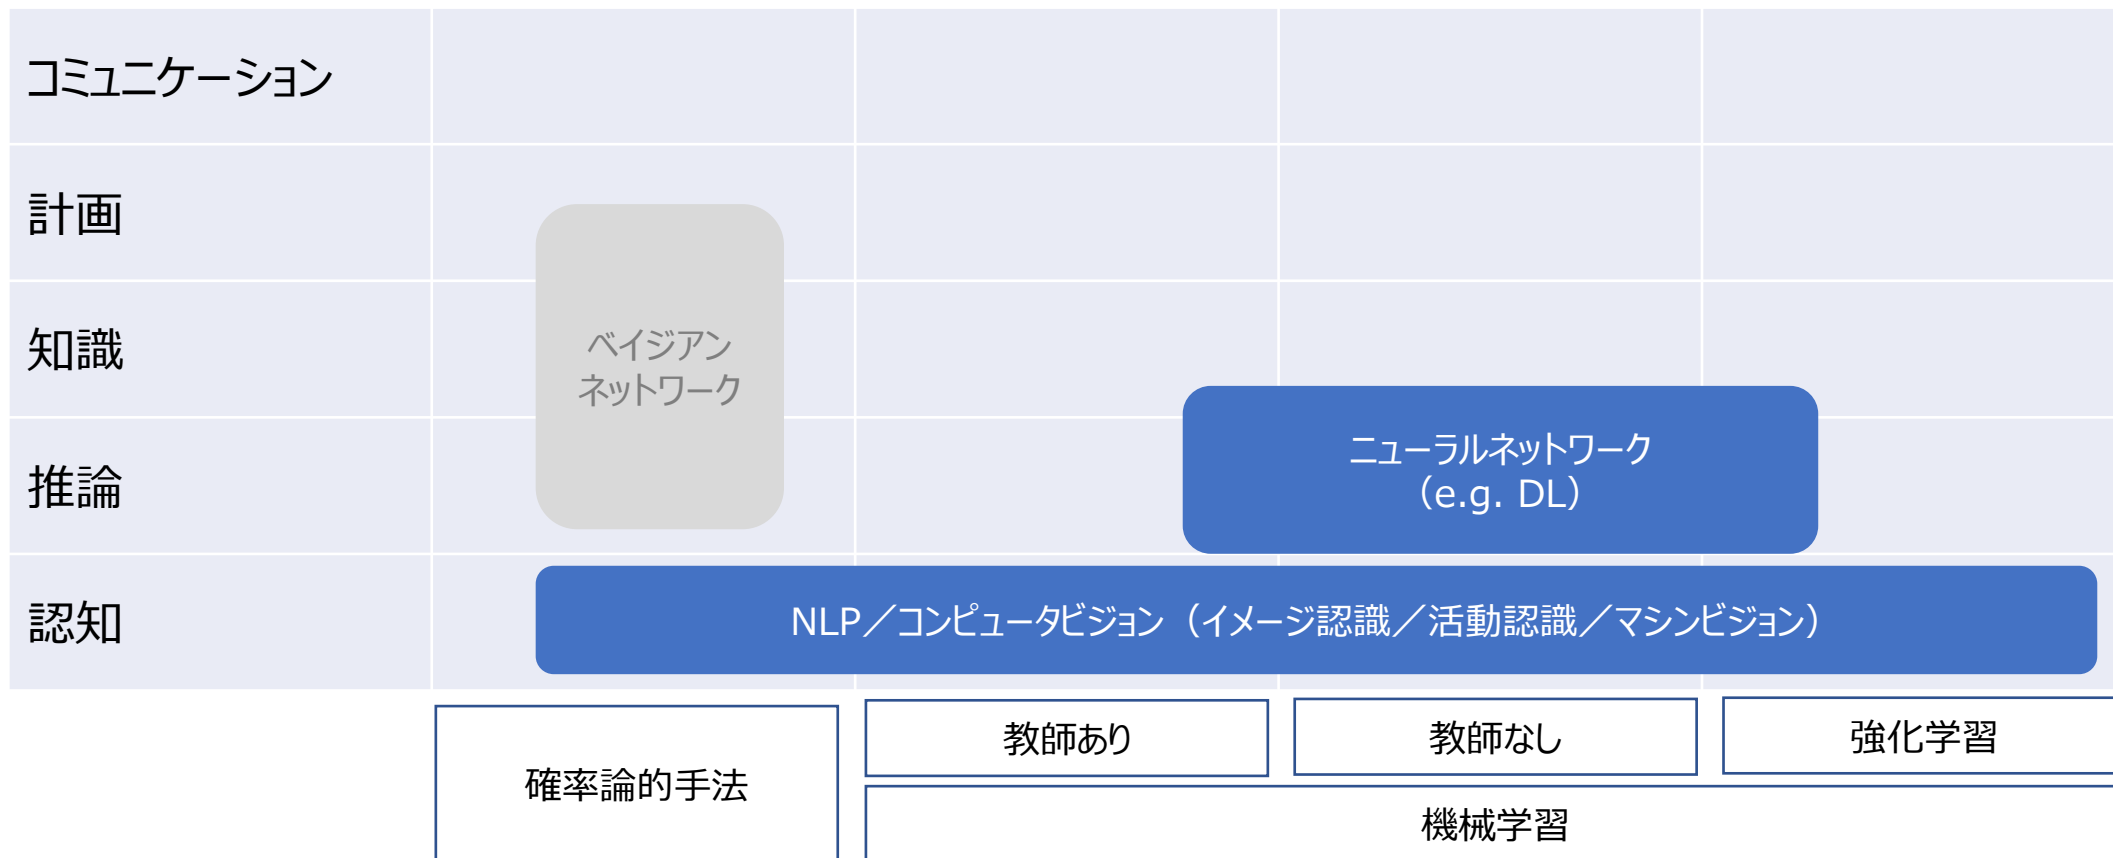 コミュニケーション
計画
知識
ベイジアン
ネットワーク
推論
ニューラルネットワーク
（e.g. DL）
認知
NLP／コンピュータビジョン（イメージ認識／活動認識／マシンビジョン）
確率論的手法
教師あり
教師なし
強化学習
機械学習